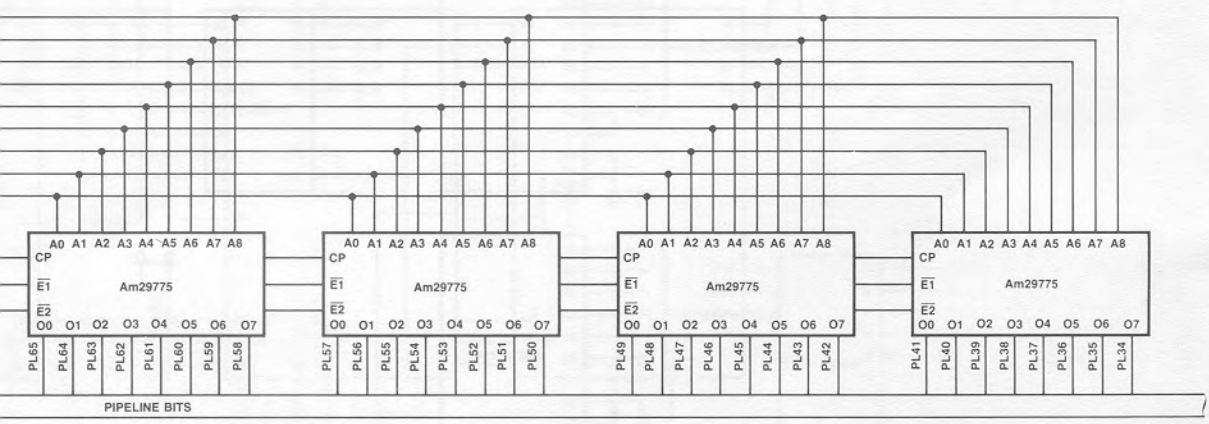 A0 A1 A2 A3 A4 A5 A6 A7 A8
CP
E1
Am29775
E2
O0 O1 O2 O3 O4 O5 O6 O7
PL65 PL64 PL63 PL62 PL61 PL60 PL59 PL58
A0 A1 A2 A3 A4 A5 A6 A7 A8
CP
E1
Am29775
E2
O0 O1 O2 O3 O4 O5 O6 O7
PL57 PL56 PL55 PL54 PL53 PL52 PL51 PL50
A0 A1 A2 A3 A4 A5 A6 A7 A8
CP
E1
Am29775
E2
O0 O1 O2 O3 O4 O5 O6 O7
PL49 PL48 PL47 PL46 PL45 PL44 PL43 PL42
A0 A1 A2 A3 A4 A5 A6 A7 A8
CP
E1
Am29775
E2
O0 O1 O2 O3 O4 O5 O6 O7
PL41 PL40 PL39 PL38 PL37 PL36 PL35 PL34
PIPELINE BITS